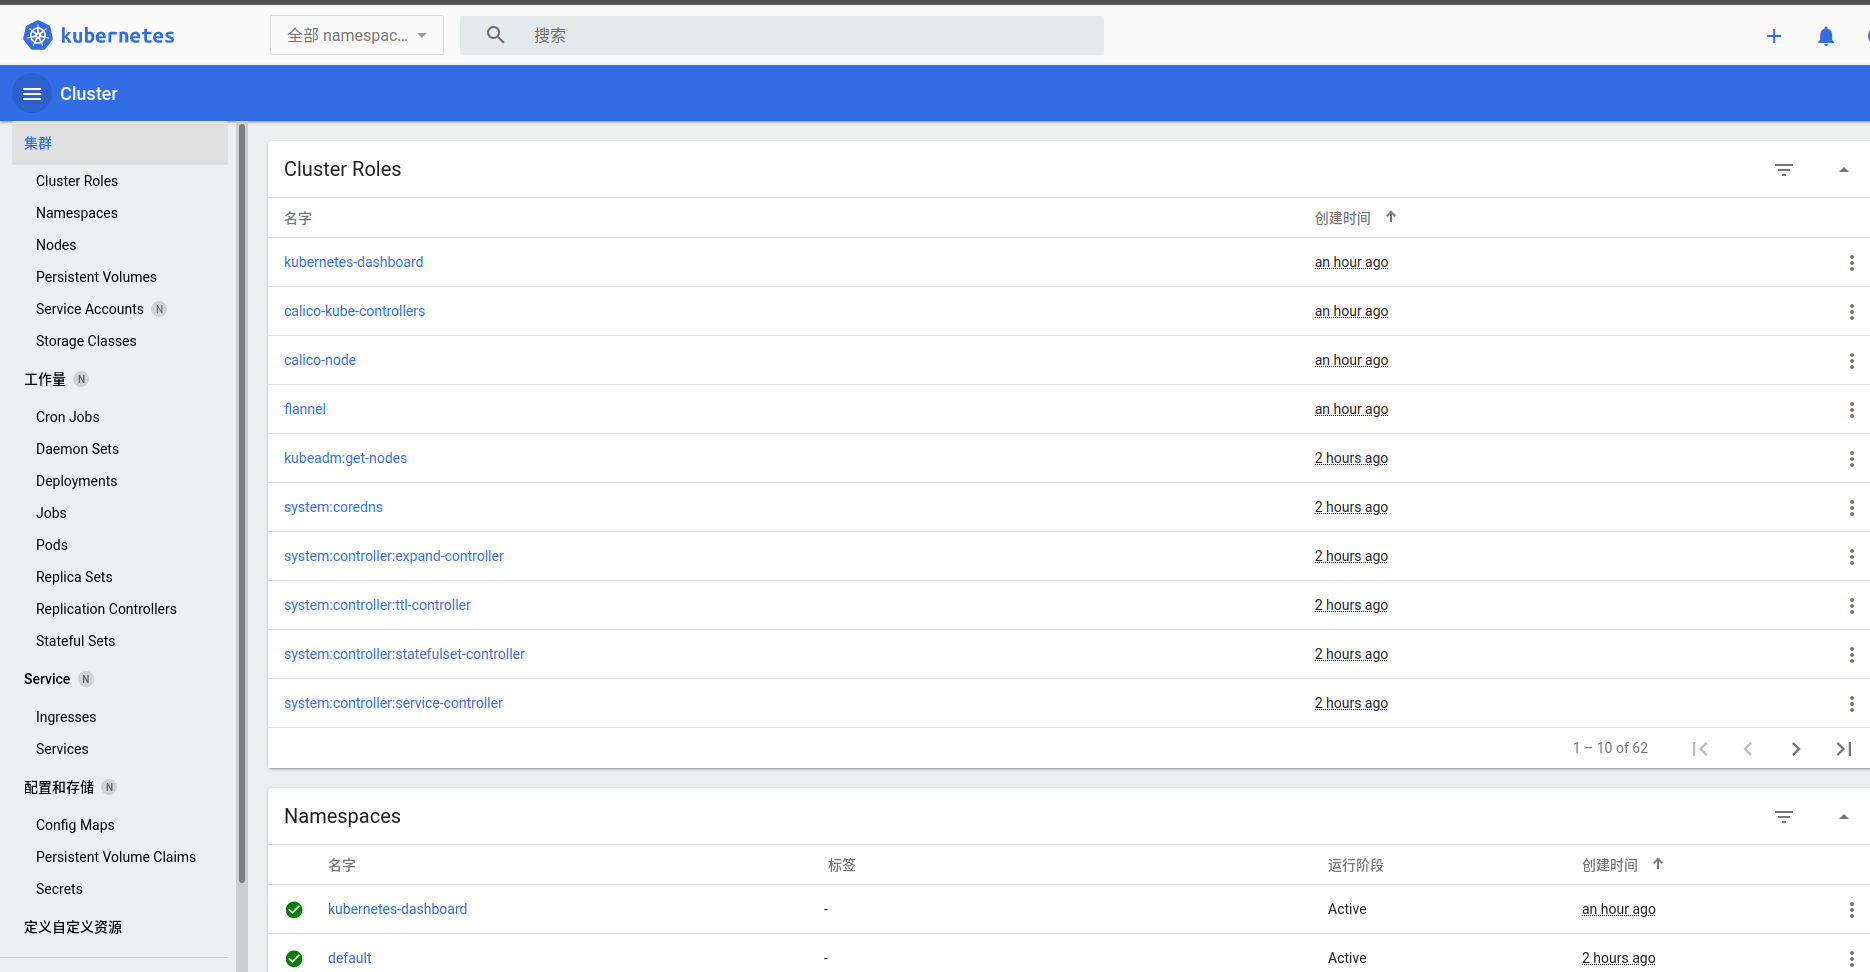 kubernetes
全部 namespac...
搜索
Cluster
集群
Cluster Roles
Namespaces
Nodes
Persistent Volumes
Service Accounts N
Storage Classes
工作量 N
Cron Jobs
Daemon Sets
Deployments
Jobs
Pods
Replica Sets
Replication Controllers
Stateful Sets
Service N
Ingresses
Services
配置和存储 N
Config Maps
Persistent Volume Claims
Secrets
定义自定义资源
Cluster Roles
名字 创建时间
kubernetes-dashboard an hour ago
calico-kube-controllers an hour ago
calico-node an hour ago
flannel an hour ago
kubeadm:get-nodes 2 hours ago
system:coredns 2 hours ago
system:controller:expand-controller 2 hours ago
system:controller:ttl-controller 2 hours ago
system:controller:statefulset-controller 2 hours ago
system:controller:service-controller 2 hours ago
1 – 10 of 62
Namespaces
名字 标签 运行阶段 创建时间
kubernetes-dashboard - Active an hour ago
default - Active 2 hours ago